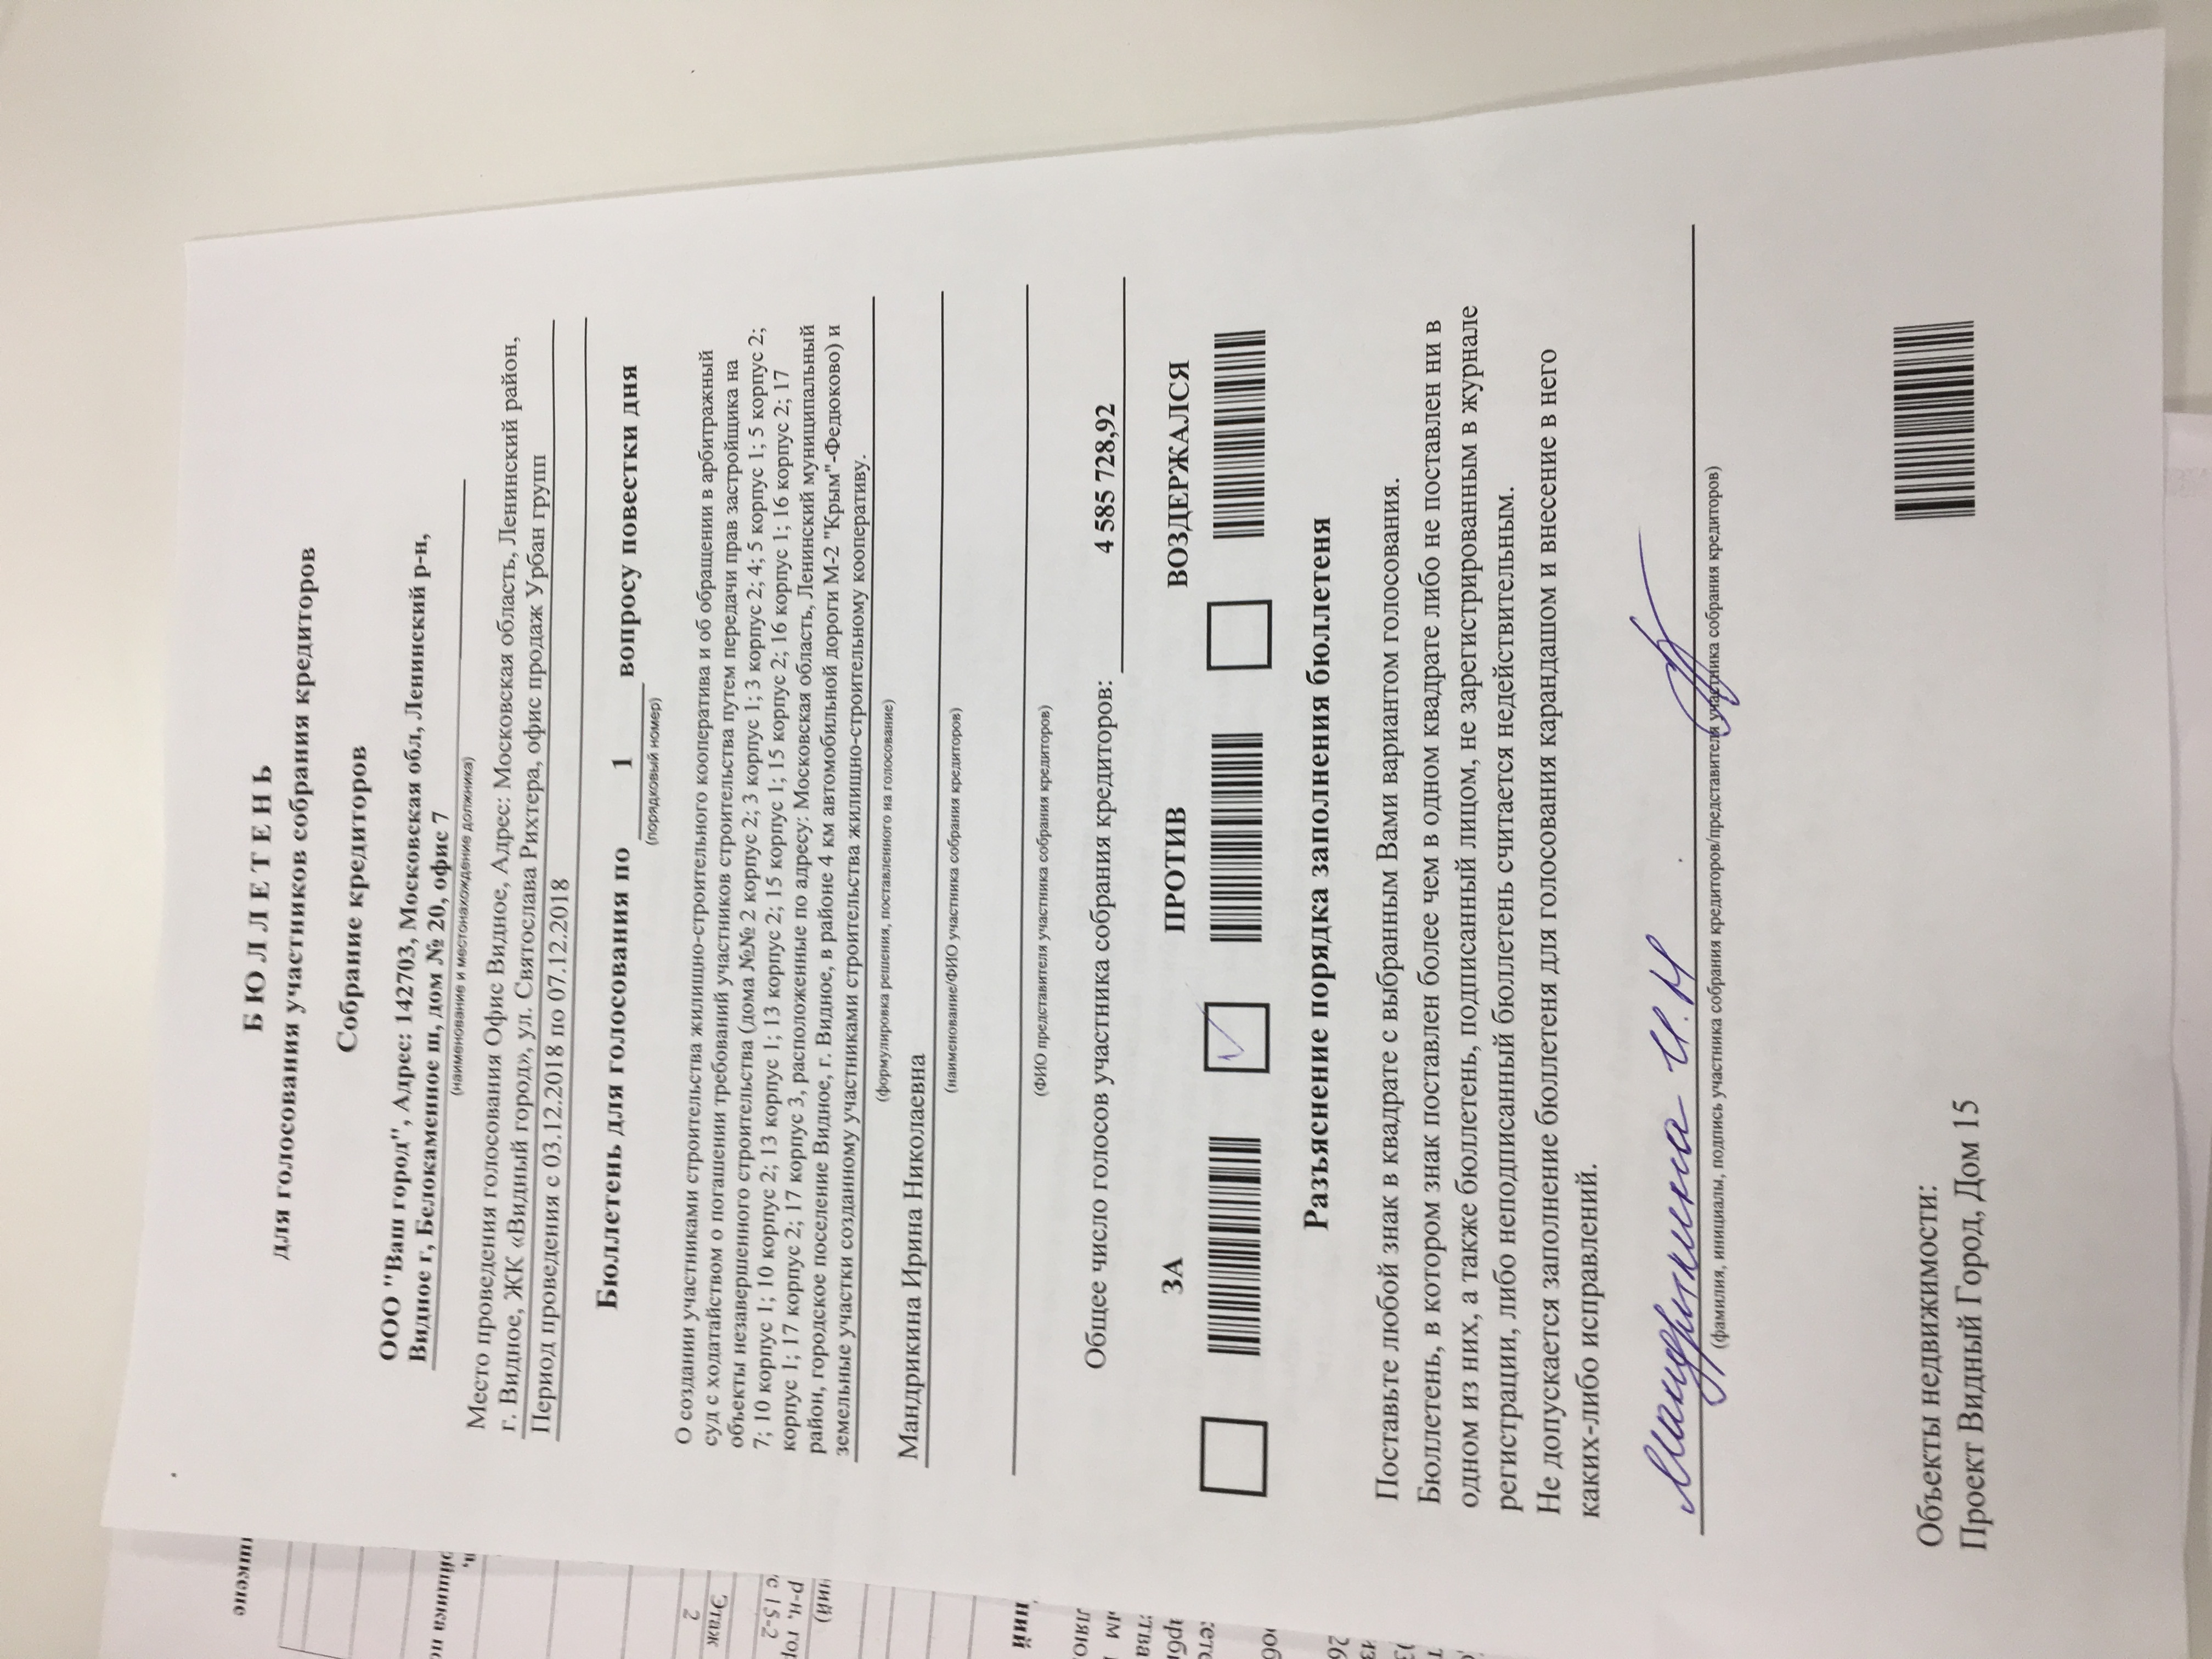 Б Ю Л Л Е Т Е Н Ь
для голосования участников собрания кредиторов
Собрание кредиторов
ООО "Ваш город", Адрес: 142703, Московская обл, Ленинский р-н,
Видное г, Белокаменное ш, дом № 20, офис 7
(наименование и местонахождение должника)
Место проведения голосования Офис Видное, Адрес: Московская область, Ленинский район,
г. Видное, ЖК «Видный город», ул. Святослава Рихтера, офис продаж Урбан групп
Период проведения с 03.12.2018 по 07.12.2018
Бюллетень для голосования по 1 вопросу повестки дня
(порядковый номер)
О создании участниками строительства жилищно-строительного кооператива и об обращении в арбитражный
суд с ходатайством о погашении требований участников строительства путем передачи прав застройщика на
объекты незавершенного строительства (дома №№ 2 корпус 2; 3 корпус 1; 3 корпус 2; 4; 5 корпус 1; 5 корпус 2;
7; 10 корпус 1; 10 корпус 2; 13 корпус 1; 13 корпус 2; 15 корпус 1; 15 корпус 2; 16 корпус 1; 16 корпус 2; 17
корпус 1; 17 корпус 2; 17 корпус 3, расположенные по адресу: Московская область, Ленинский муниципальный
район, городское поселение Видное, г. Видное, в районе 4 км автомобильной дороги М-2 "Крым"-Федюково) и
земельные участки созданному участниками строительства жилищно-строительному кооперативу.
(формулировка решения, поставленного на голосование)
Мандрикина Ирина Николаевна
(наименование/ФИО участника собрания кредиторов)
(ФИО представителя участника собрания кредиторов)
Общее число голосов участника собрания кредиторов: 4 585 728,92
ЗА ПРОТИВ ВОЗДЕРЖАЛСЯ
Разъяснение порядка заполнения бюллетеня
Поставьте любой знак в квадрате с выбранным Вами вариантом голосования.
Бюллетень, в котором знак поставлен более чем в одном квадрате либо не поставлен ни в
одном из них, а также бюллетень, подписанный лицом, не зарегистрированным в журнале
регистрации, либо неподписанный бюллетень считается недействительным.
Не допускается заполнение бюллетеня для голосования карандашом и внесение в него
каких-либо исправлений.
Мандрикина И.Н
(фамилия, инициалы, подпись участника собрания кредиторов/представителя участника собрания кредиторов)
Объекты недвижимости:
Проект Видный Город, Дом 15